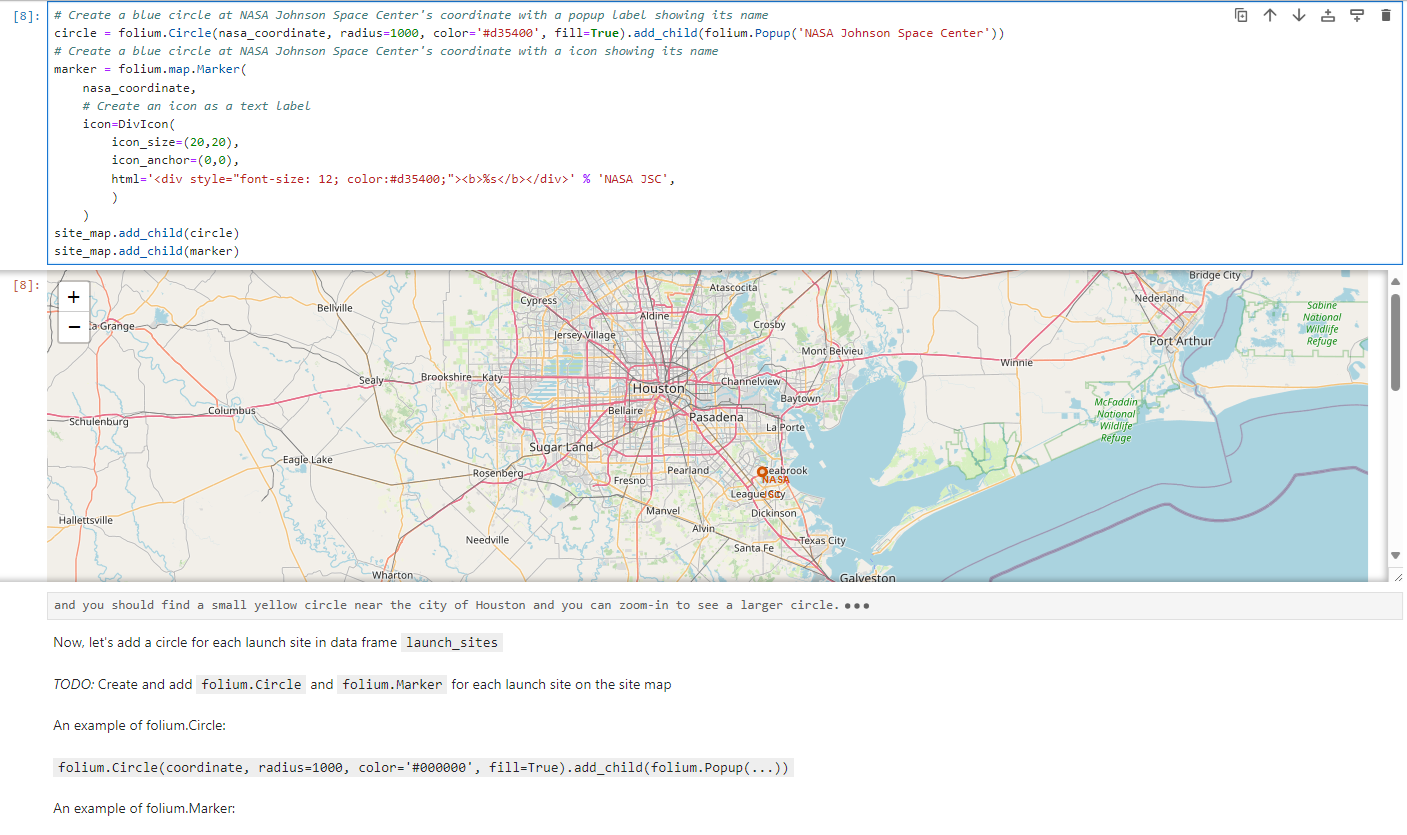 [8]:
# Create a blue circle at NASA Johnson Space Center's coordinate with a popup label showing its name
circle = folium.Circle(nasa_coordinate, radius=1000, color='#d35400', fill=True).add_child(folium.Popup('NASA Johnson Space Center'))
# Create a blue circle at NASA Johnson Space Center's coordinate with a icon showing its name
marker = folium.map.Marker(
    nasa_coordinate,
    # Create an icon as a text label
    icon=DivIcon(
        icon_size=(20,20),
        icon_anchor=(0,0),
        html='<div style="font-size: 12; color:#d35400;"><b>%s</b></div>' % 'NASA JSC',
        )
    )
site_map.add_child(circle)
site_map.add_child(marker)
[8]:
+
−
Bridge City
Atascocita
Cypress
Nederland
Bellville
Sabine
National
Wildlife
Refuge
Aldine
Crosby
La Grange
Jersey Village
Port Arthur
Mont Belvieu
Winnie
Sealy
Brookshire
Katy
Houston
Channelview
Baytown
McFaddin
National
Wildlife
Refuge
Columbus
Bellaire
Pasadena
Schulenburg
La Porte
Sugar Land
Eagle Lake
Rosenberg
Pearland
Seabrook
Fresno
NASA
JSC
League City
Hallettsville
Manvel
Dickinson
Alvin
Needville
Texas City
Santa Fe
Wharton
Galveston
and you should find a small yellow circle near the city of Houston and you can zoom-in to see a larger circle. •••
Now, let's add a circle for each launch site in data frame launch_sites
TODO: Create and add folium.Circle and folium.Marker for each launch site on the site map
An example of folium.Circle:
folium.Circle(coordinate, radius=1000, color='#000000', fill=True).add_child(folium.Popup(...))
An example of folium.Marker: